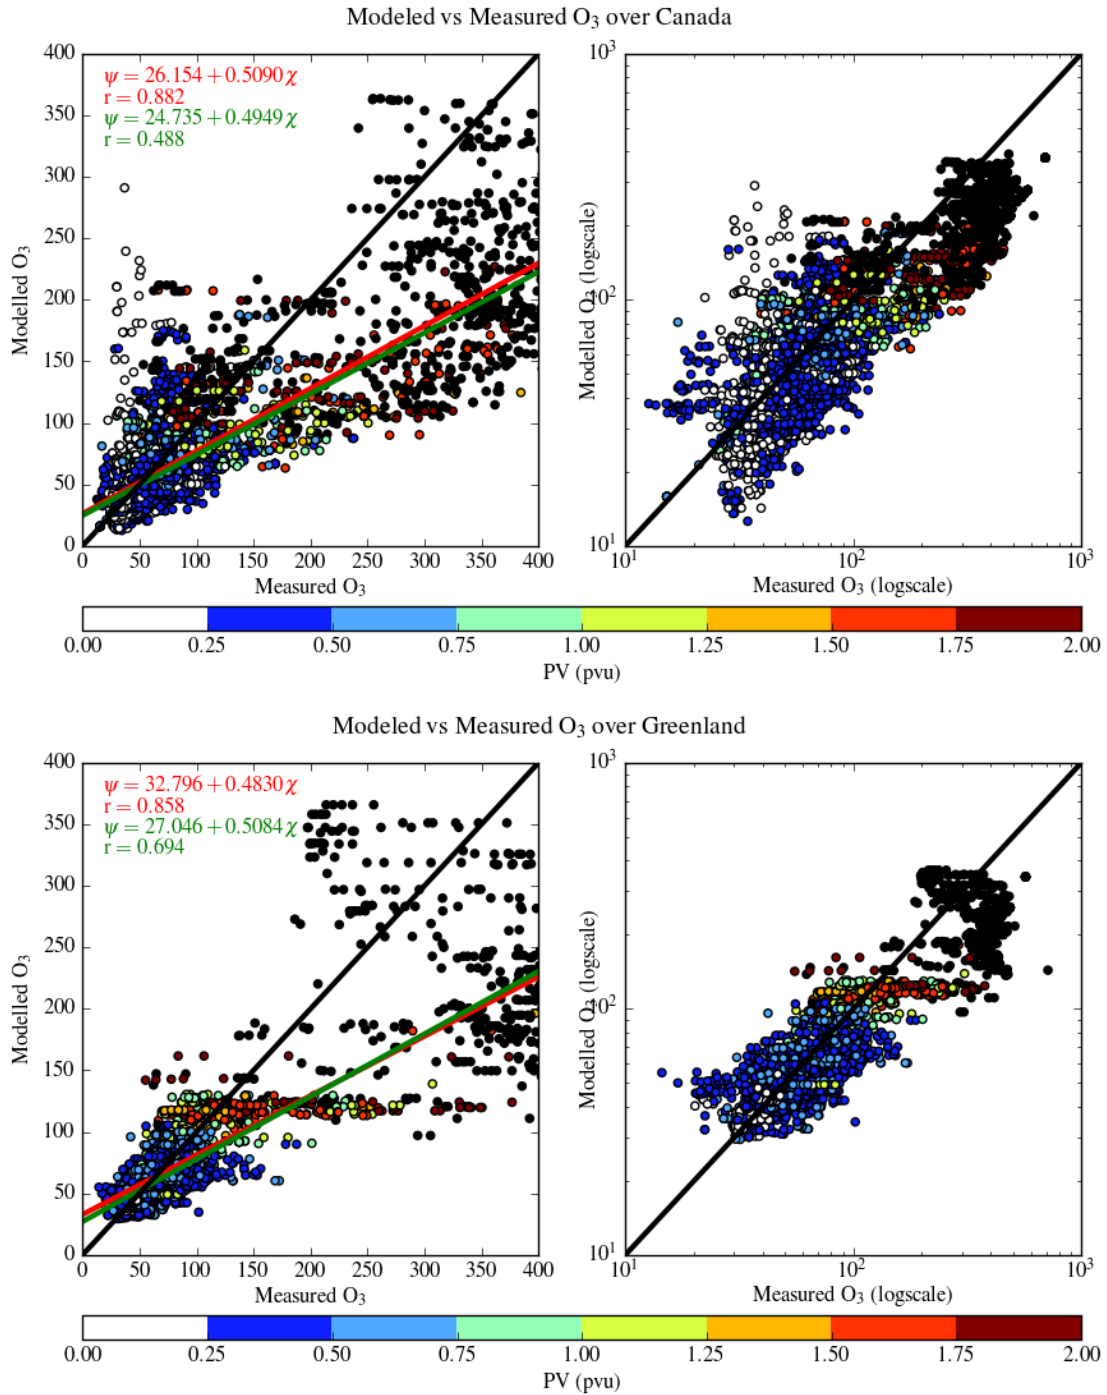 Modeled vs Measured O₃ over Canada
400
350
300
250
200
150
100
50
0
Modelled O₃
ψ = 26.154 + 0.5090χ
r = 0.882
ψ = 24.735 + 0.4949χ
r = 0.488
0 50 100 150 200 250 300 350 400
Measured O₃
10³
10²
10¹
Modelled O₃ (logscale)
10¹ 10² 10³
Measured O₃ (logscale)
0.00 0.25 0.50 0.75 1.00 1.25 1.50 1.75 2.00
PV (pvu)
Modeled vs Measured O₃ over Greenland
400
350
300
250
200
150
100
50
0
Modelled O₃
ψ = 32.796 + 0.4830χ
r = 0.858
ψ = 27.046 + 0.5084χ
r = 0.694
0 50 100 150 200 250 300 350 400
Measured O₃
10³
10²
10¹
Modelled O₃ (logscale)
10¹ 10² 10³
Measured O₃ (logscale)
0.00 0.25 0.50 0.75 1.00 1.25 1.50 1.75 2.00
PV (pvu)